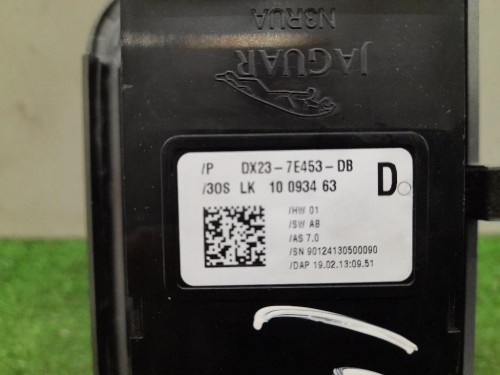 N3RUA
JAGUAR
/P DX23-7E453-DB
/30S LK 10 0934 63 D
/HW 01
/SW AB
/AS 7.0
/SN 90124130500090
/DAP 19.02.13:09.51